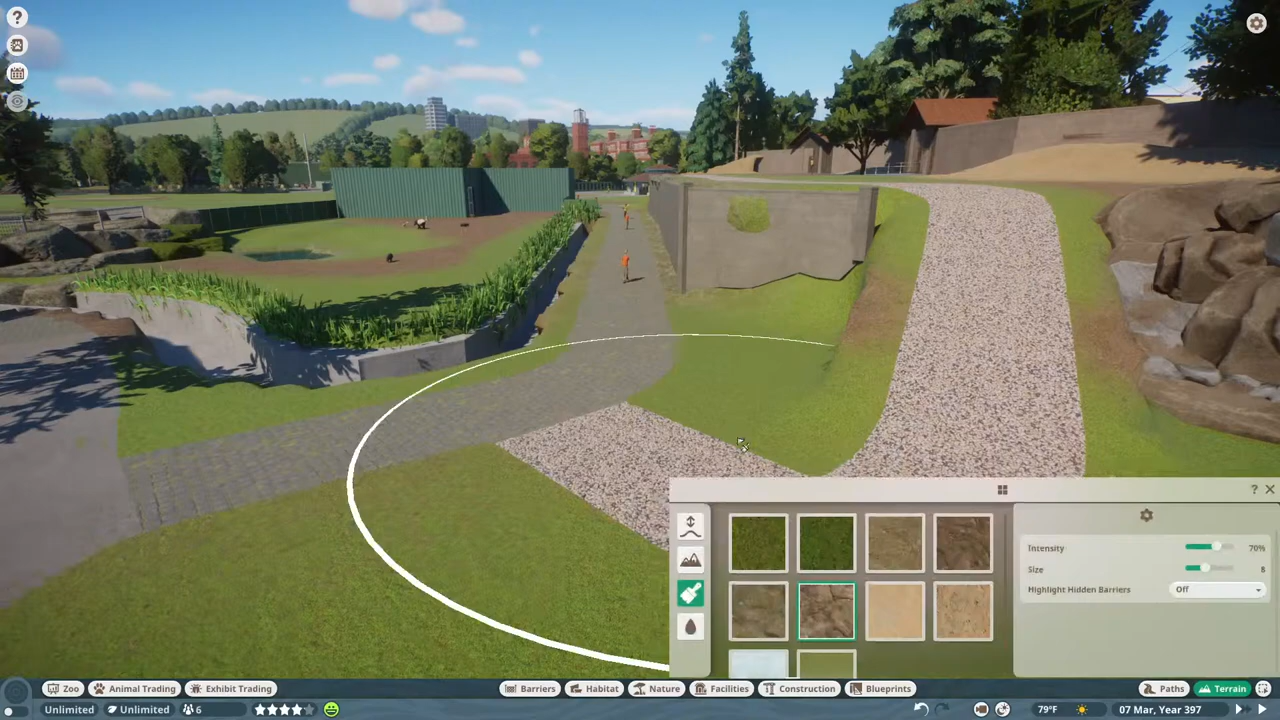 ?
?
Intensity 70%
Size 8
Highlight Hidden Barriers Off
Zoo Animal Trading Exhibit Trading Barriers Habitat Nature Facilities Construction Blueprints Paths Terrain
Unlimited Unlimited 6 79°F 07 Mar, Year 397